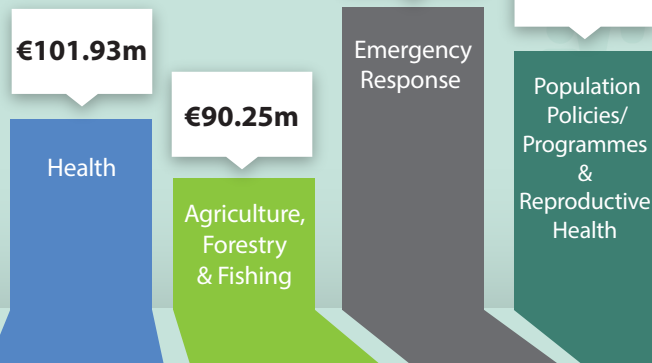 €101.93m
Health
€90.25m
Agriculture,
Forestry
& Fishing
Emergency
Response
Population
Policies/
Programmes
&
Reproductive
Health